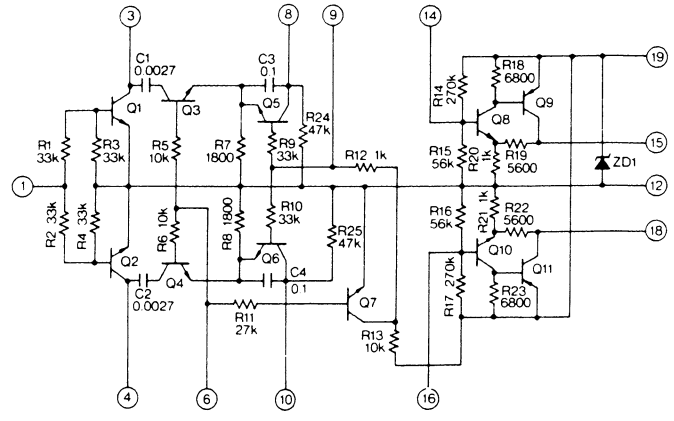 3
8
9
14
19
C1
0.0027
C3
0.1
R18
6800
R14
270k
Q1
Q3
Q5
Q8
Q9
R24
47k
R1
33k
R3
33k
R5
10k
R7
1800
R9
33k
R12 1k
R15
56k
R20
1k
R19
5600
15
ZD1
1
12
R2 33k
R4 33k
R6 10k
R8 1800
R10
33k
R25
47k
R16
56k
R21 1k
R22
5600
18
Q2
Q4
Q6
Q7
Q10
Q11
C2
0.0027
C4
0.1
R11
27k
R13
10k
R17 270k
R23
6800
4
6
10
16